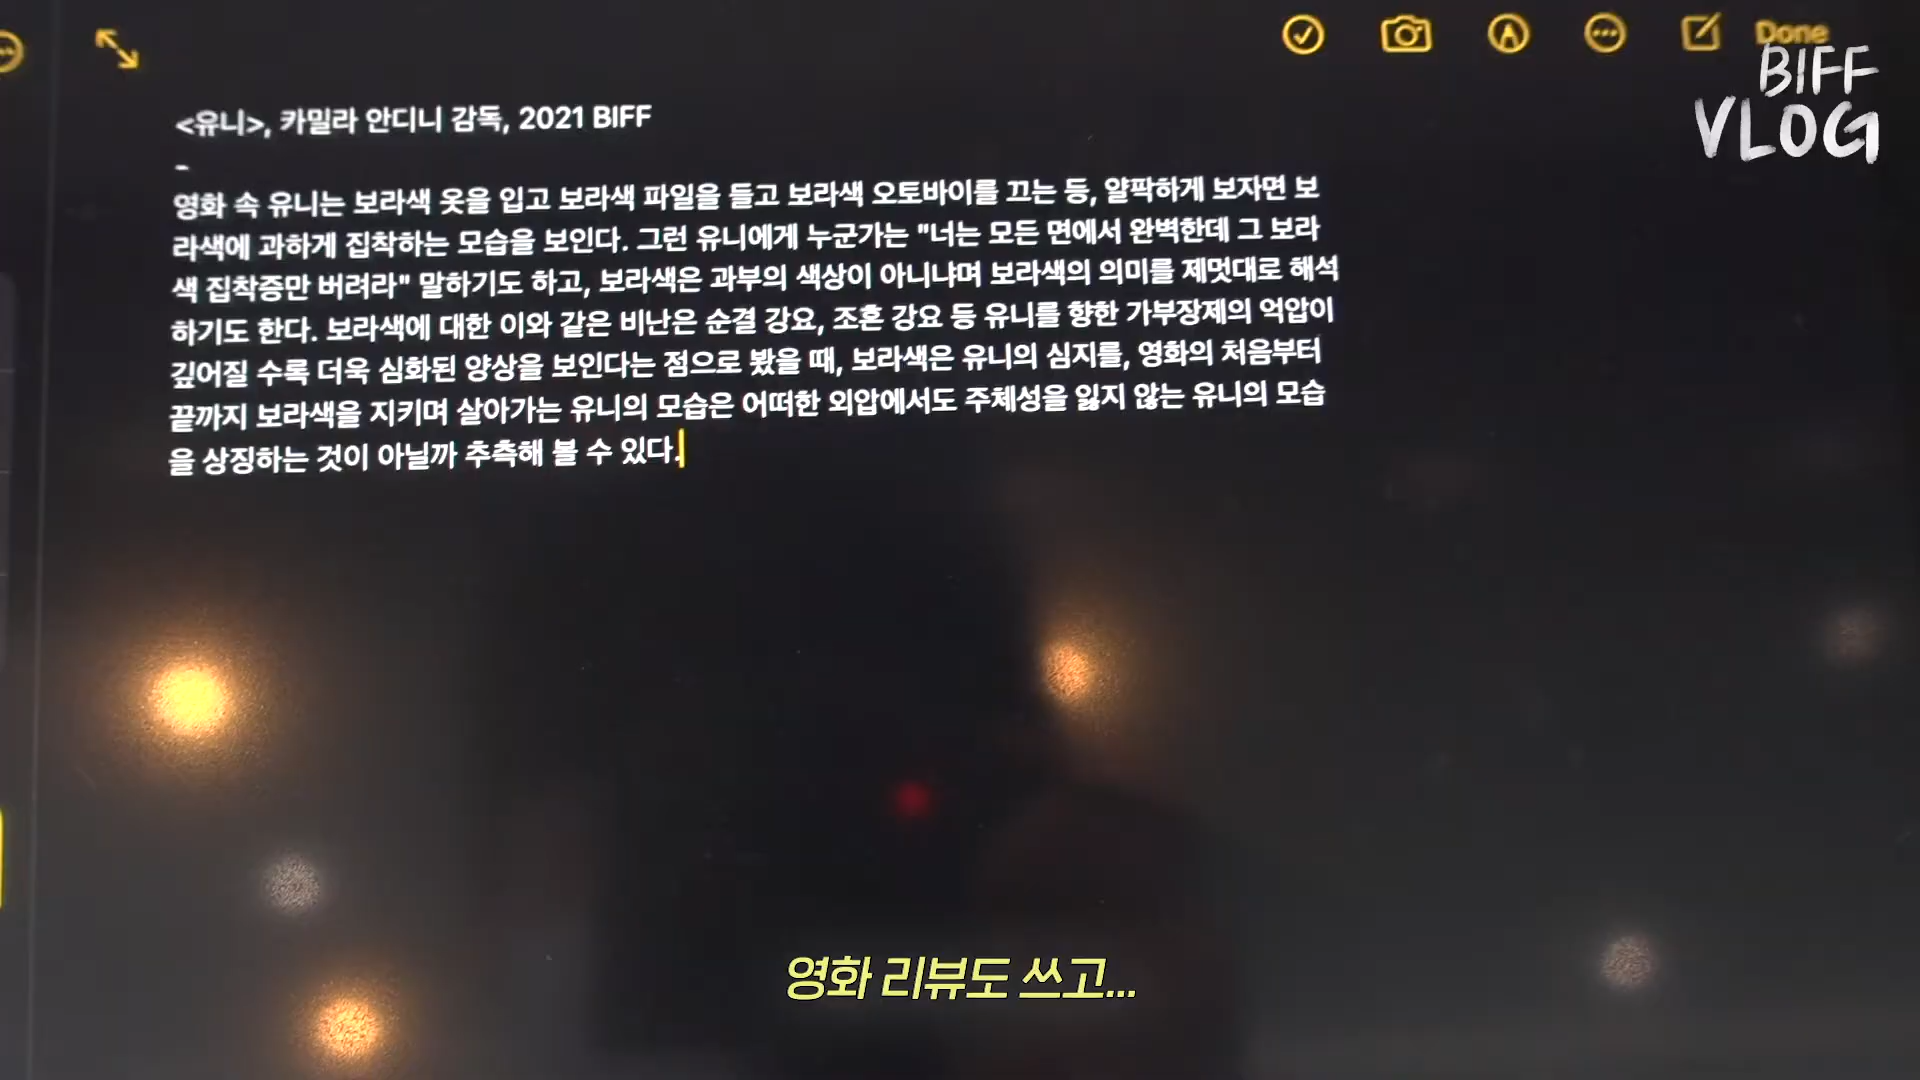 Done
BIFF
VLOG
<유니>, 카밀라 안디니 감독, 2021 BIFF
-
영화 속 유니는 보라색 옷을 입고 보라색 파일을 들고 보라색 오토바이를 끄는 등, 얄팍하게 보자면 보
라색에 과하게 집착하는 모습을 보인다. 그런 유니에게 누군가는 "너는 모든 면에서 완벽한데 그 보라
색 집착증만 버려라" 말하기도 하고, 보라색은 과부의 색상이 아니냐며 보라색의 의미를 제멋대로 해석
하기도 한다. 보라색에 대한 이와 같은 비난은 순결 강요, 조혼 강요 등 유니를 향한 가부장제의 억압이
깊어질 수록 더욱 심화된 양상을 보인다는 점으로 봤을 때, 보라색은 유니의 심지를, 영화의 처음부터
끝까지 보라색을 지키며 살아가는 유니의 모습은 어떠한 외압에서도 주체성을 잃지 않는 유니의 모습
을 상징하는 것이 아닐까 추측해 볼 수 있다.
영화 리뷰도 쓰고...